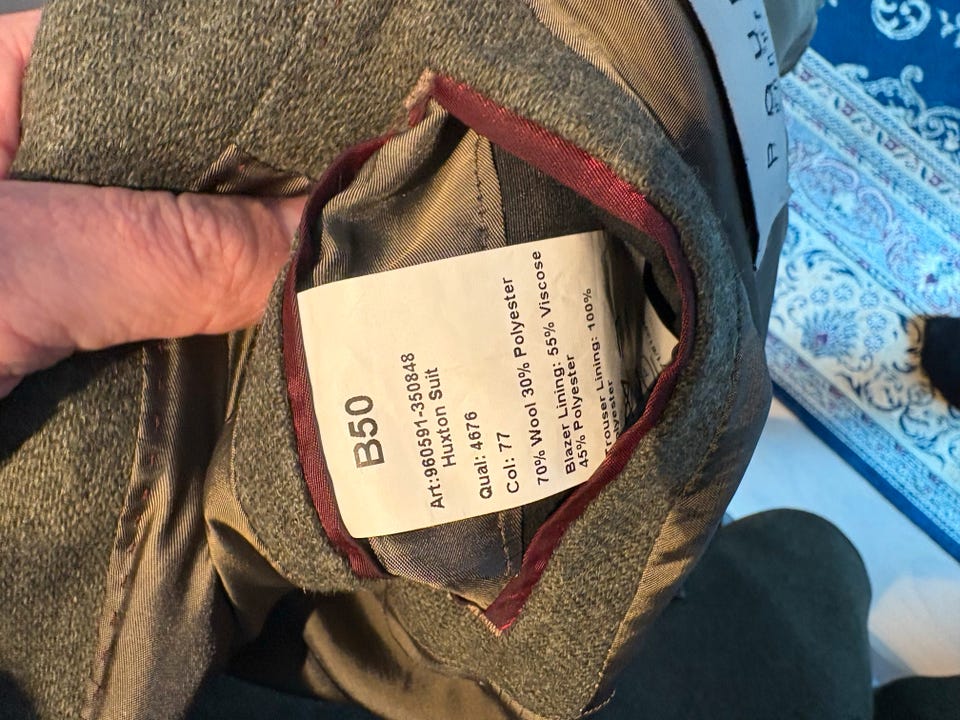 B50
Art:960591-350848
Huxton Suit
Qual: 4676
Col: 77
70% Wool 30% Polyester
Blazer Lining: 55% Viscose
45% Polyester
Trouser Lining: 100%